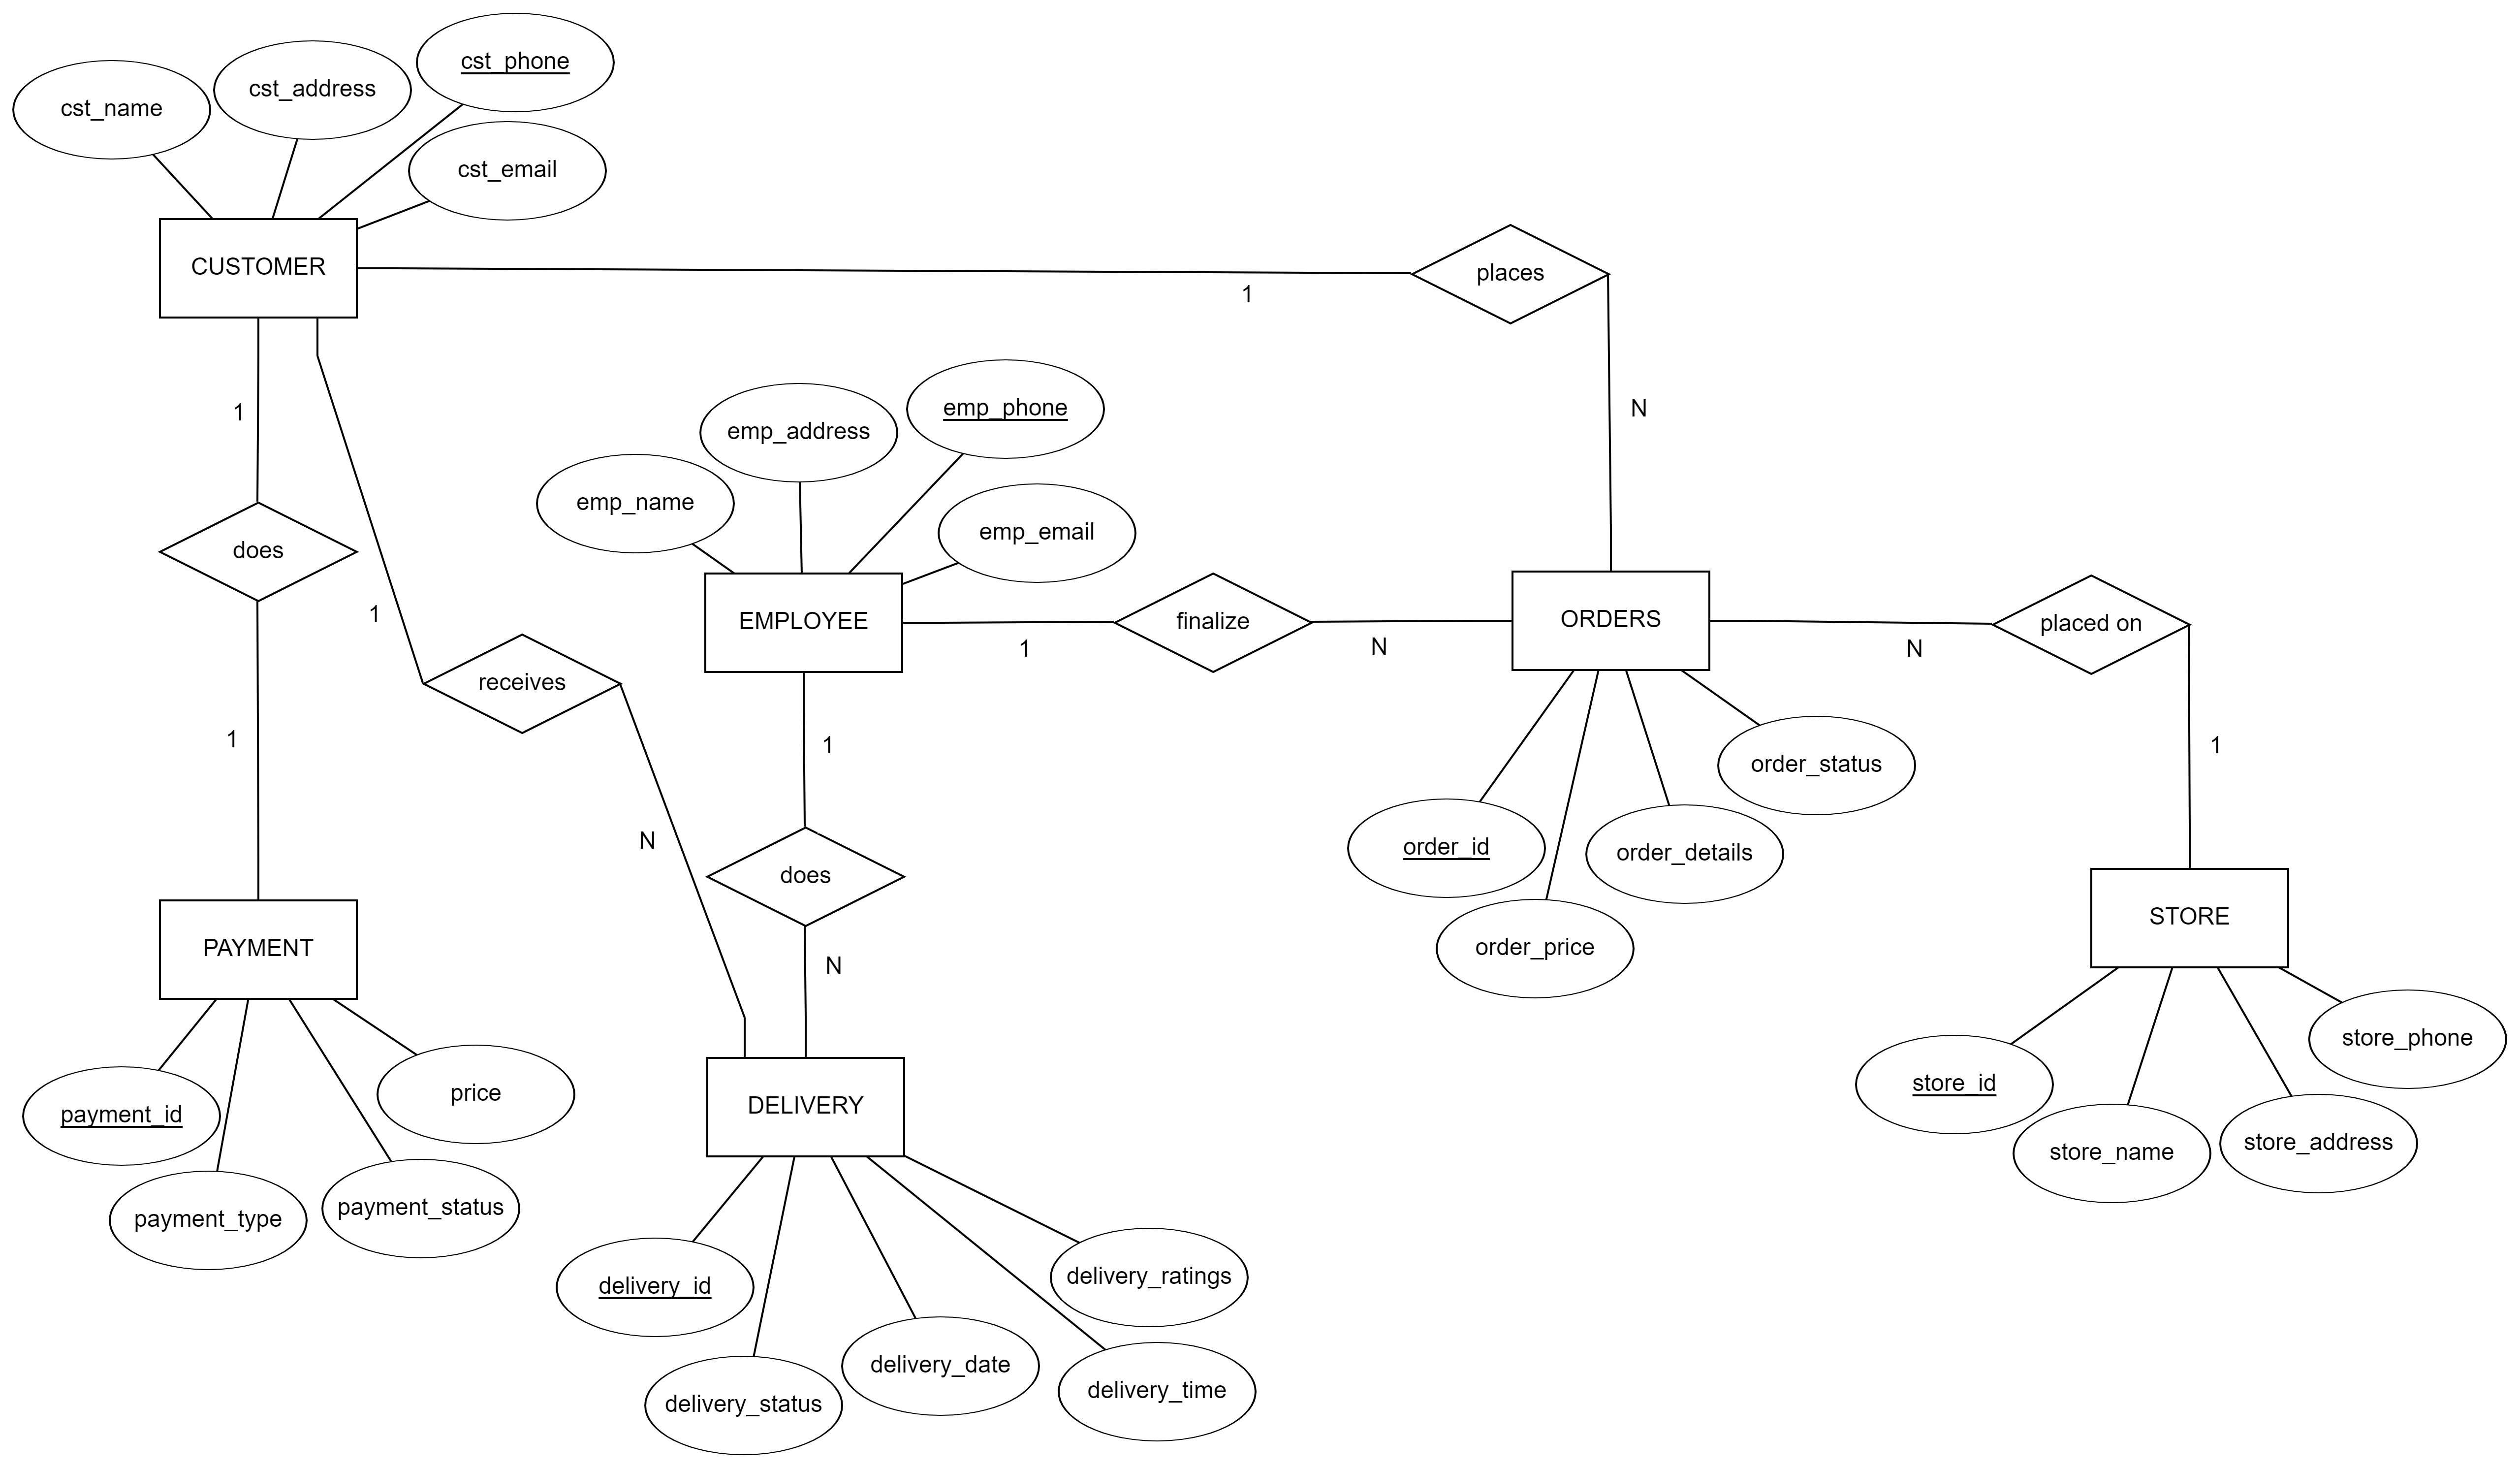 cst_phone
cst_address
cst_name
cst_email
CUSTOMER
places
1
N
1
emp_phone
emp_address
emp_name
emp_email
does
1
receives
EMPLOYEE
1
finalize
N
ORDERS
N
placed on
1
1
1
order_status
N
does
order_id
order_details
order_price
STORE
PAYMENT
N
DELIVERY
store_phone
store_id
store_address
store_name
price
payment_id
payment_status
payment_type
delivery_id
delivery_ratings
delivery_date
delivery_time
delivery_status